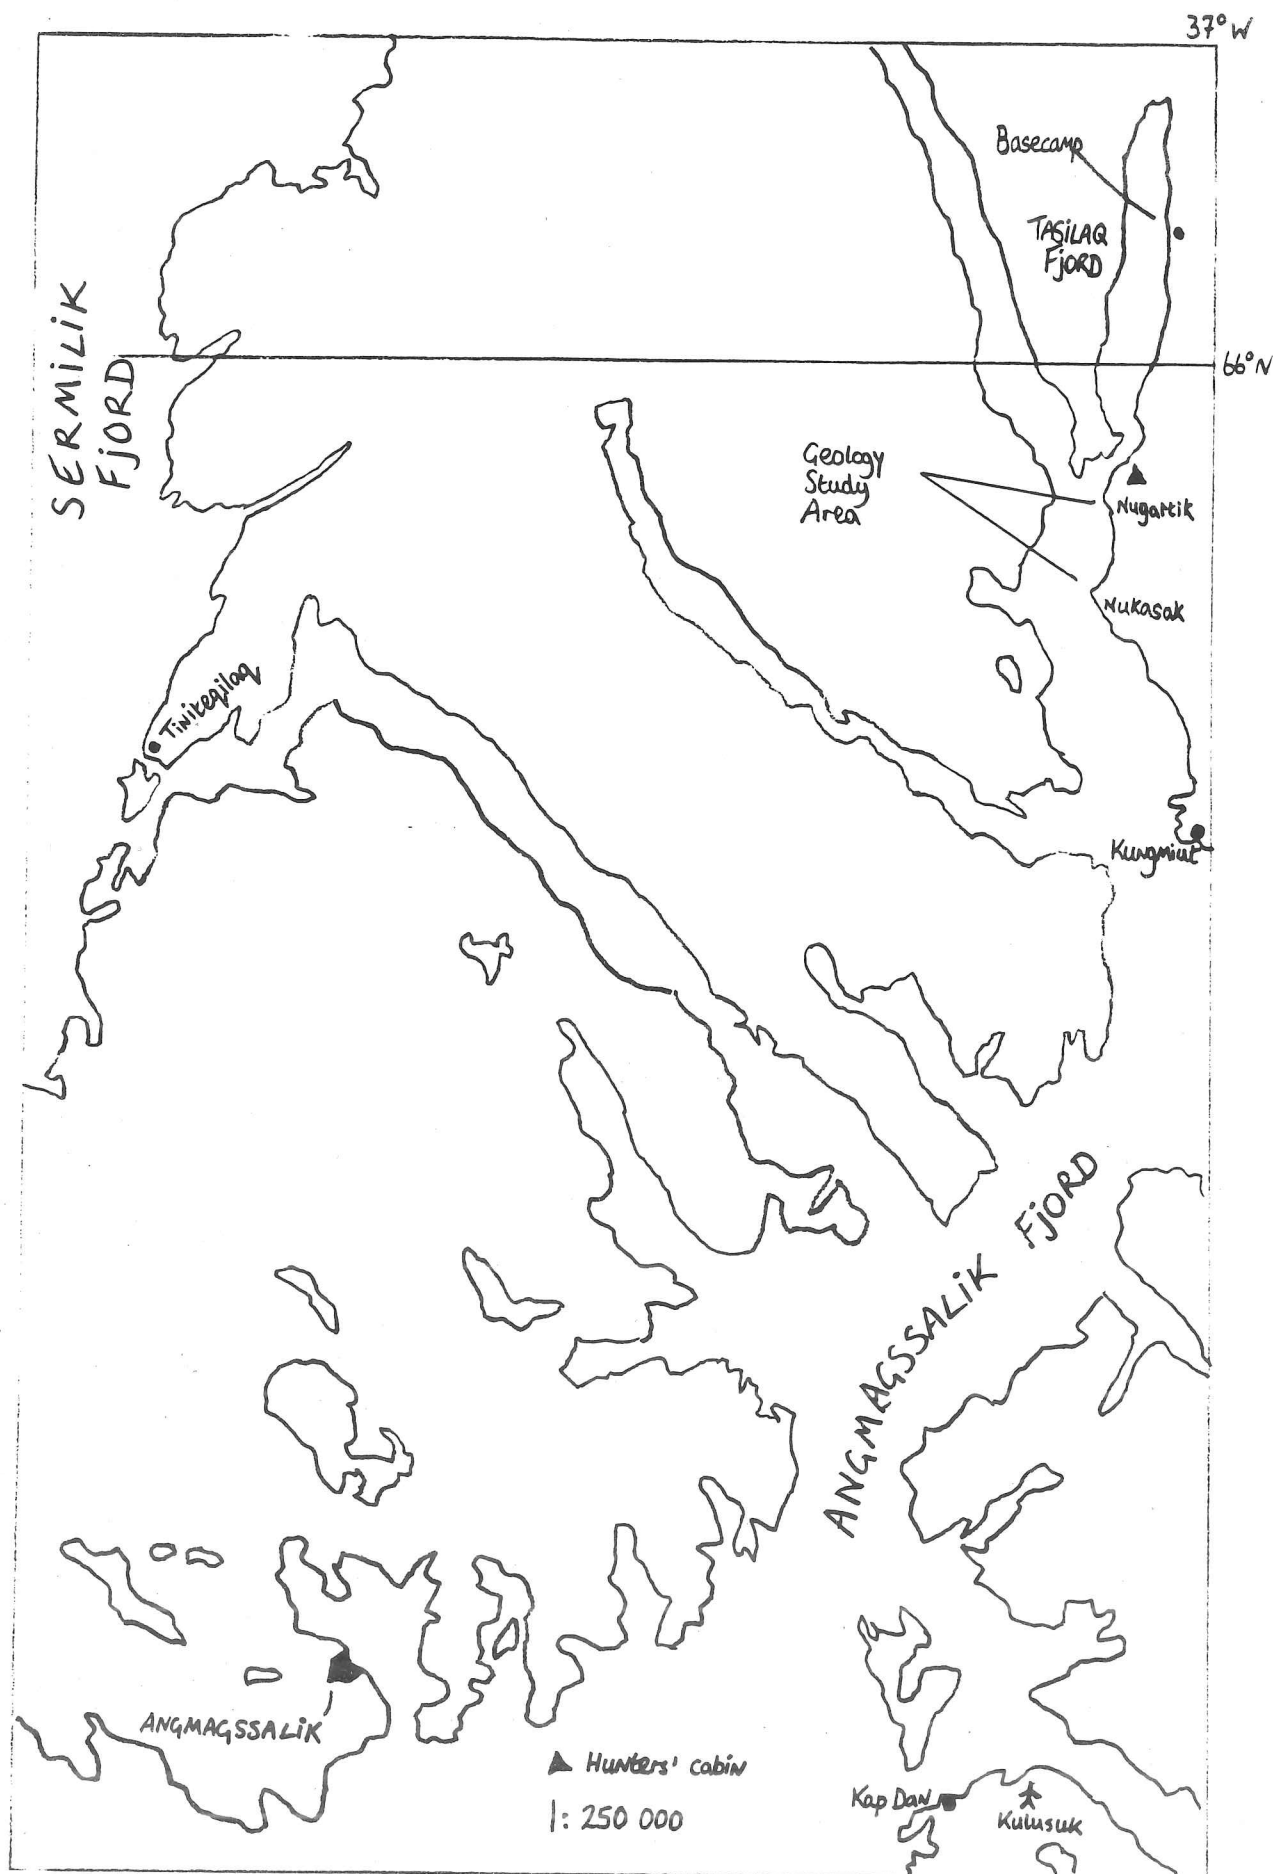 37° W
Basecamp
TASILAQ
FJORD
SERMILIK
FJORD
66° N
Geology
Study
Area
Nugartik
Nukasak
Tiniteqilaq
Kungmiut
ANGMAGSSALIK FJORD
ANGMAGSSALIK
▲ Hunters' cabin
1: 250 000
Kap Dan
Kulusuk